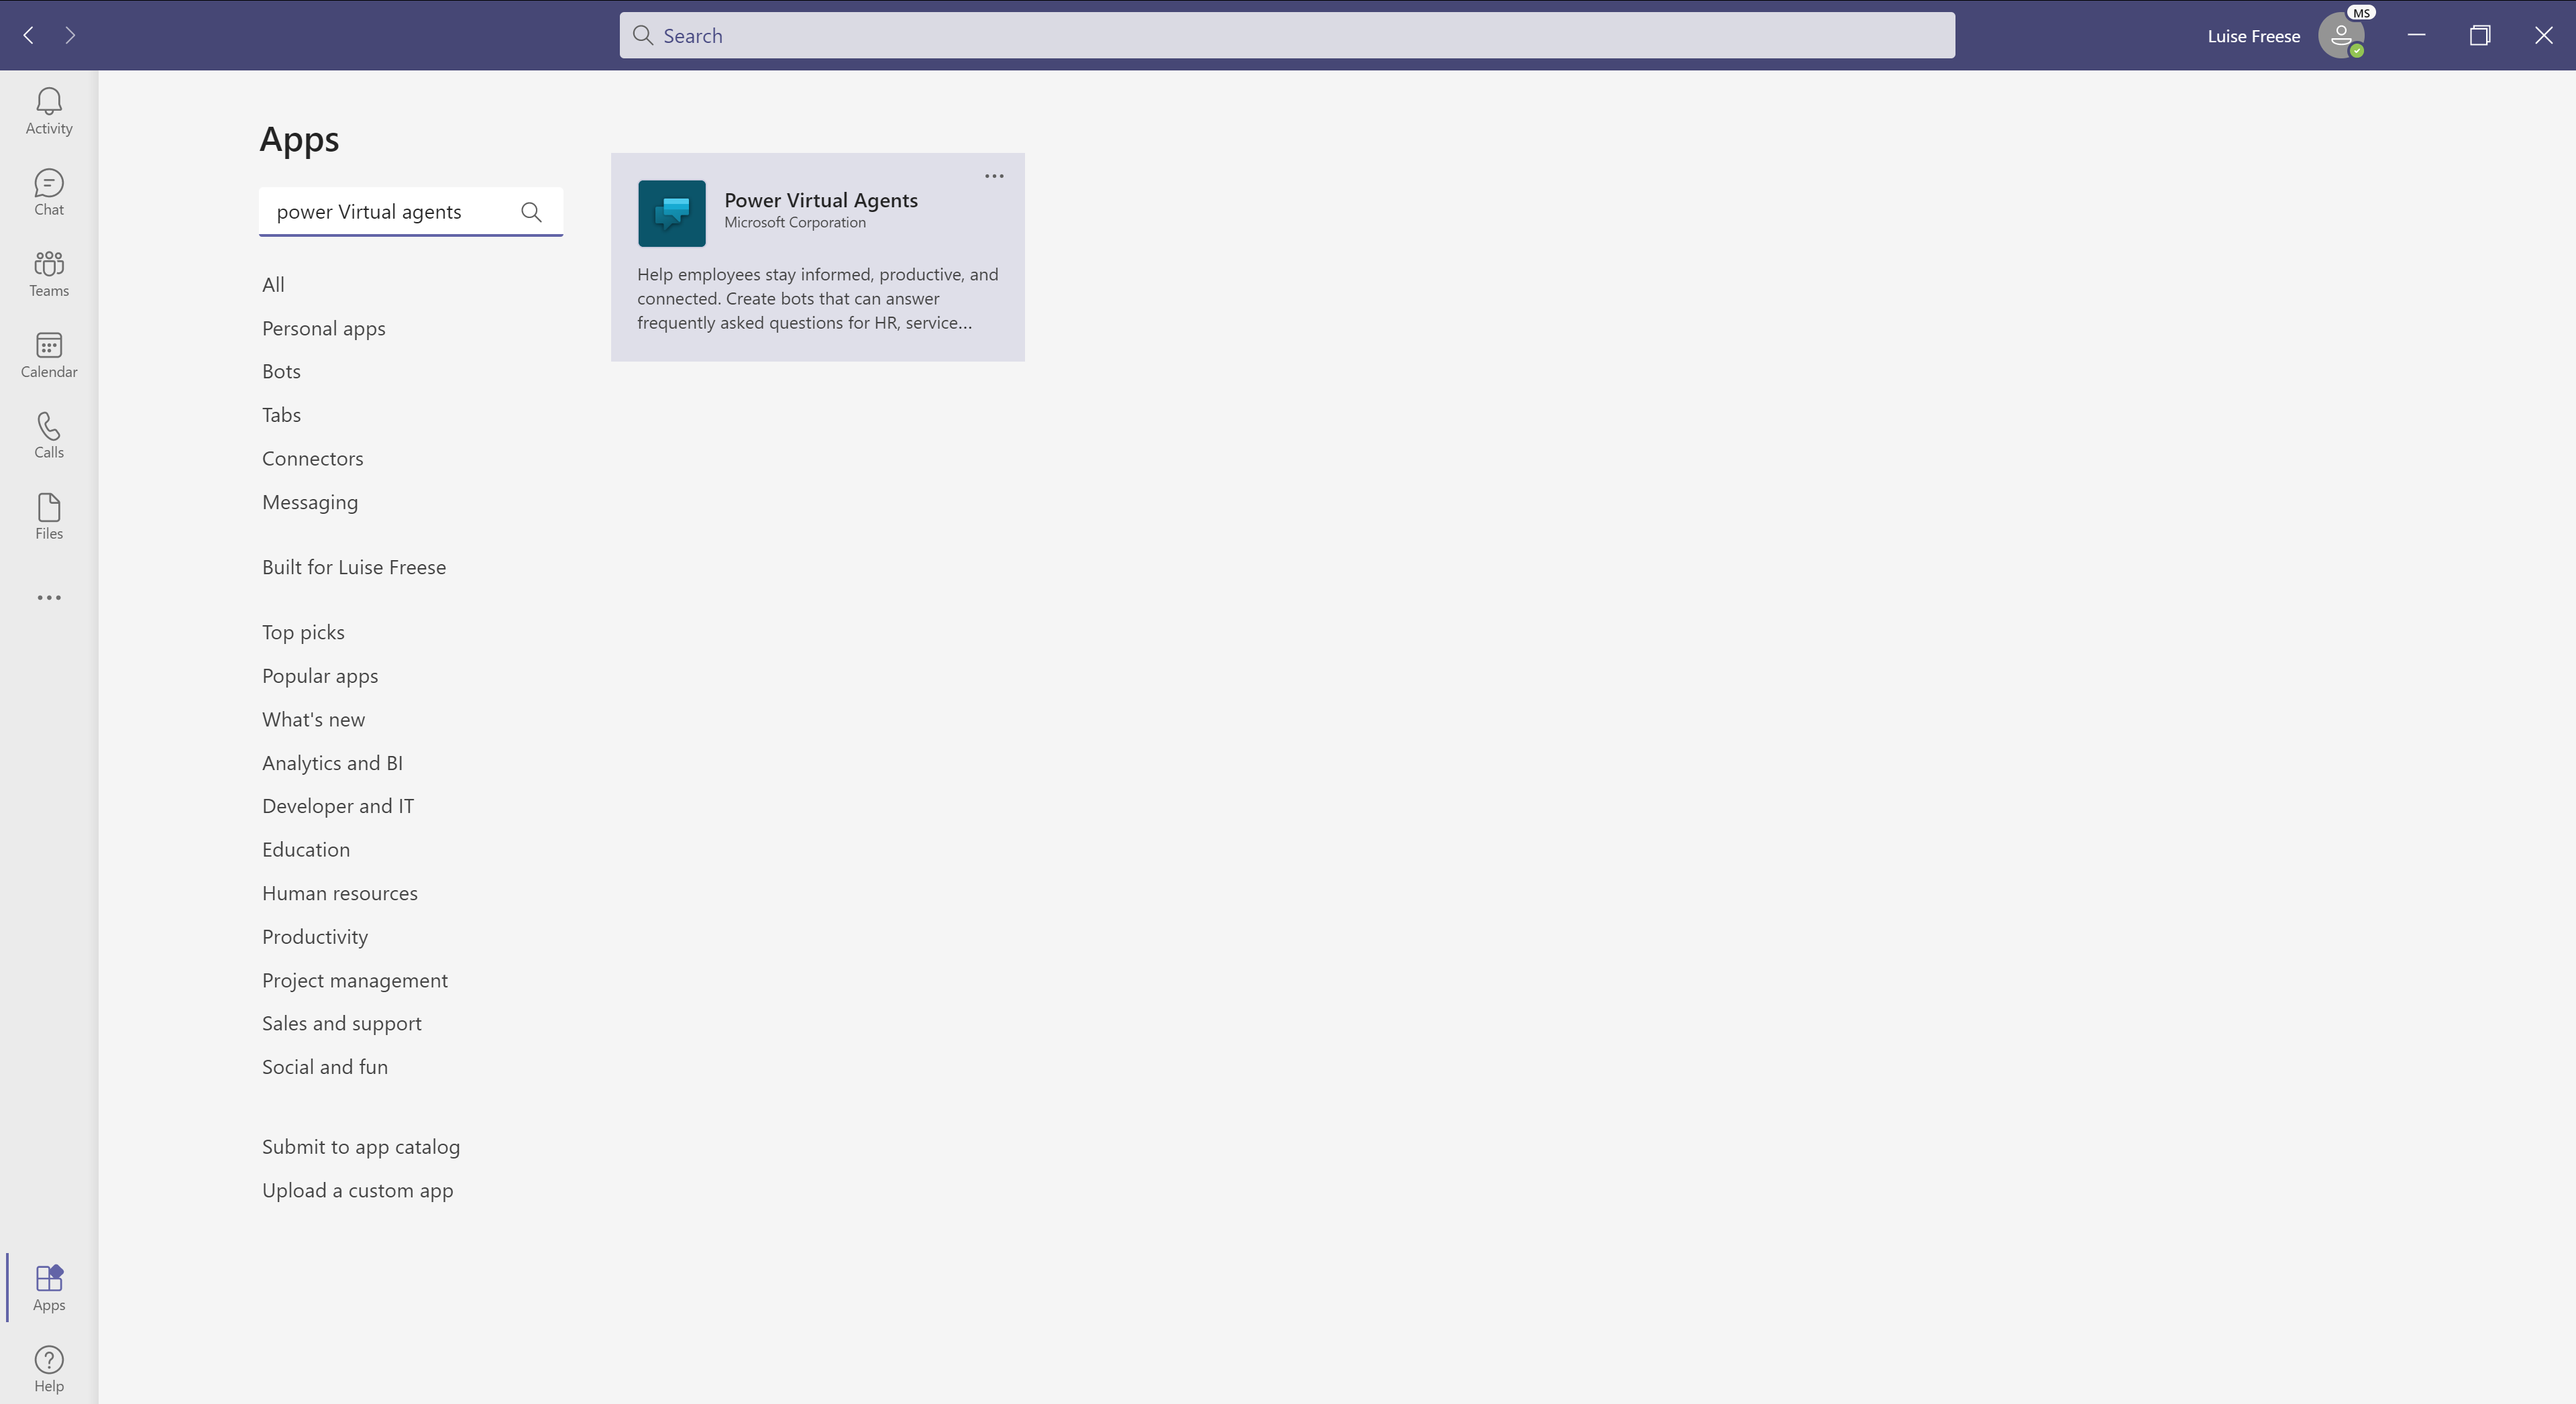 Search
Luise Freese
MS
Activity
Chat
Teams
Calendar
Calls
Files
Apps
Help
Apps
power Virtual agents
All
Personal apps
Bots
Tabs
Connectors
Messaging
Built for Luise Freese
Top picks
Popular apps
What's new
Analytics and BI
Developer and IT
Education
Human resources
Productivity
Project management
Sales and support
Social and fun
Submit to app catalog
Upload a custom app
Power Virtual Agents
Microsoft Corporation
Help employees stay informed, productive, and
connected. Create bots that can answer
frequently asked questions for HR, service...